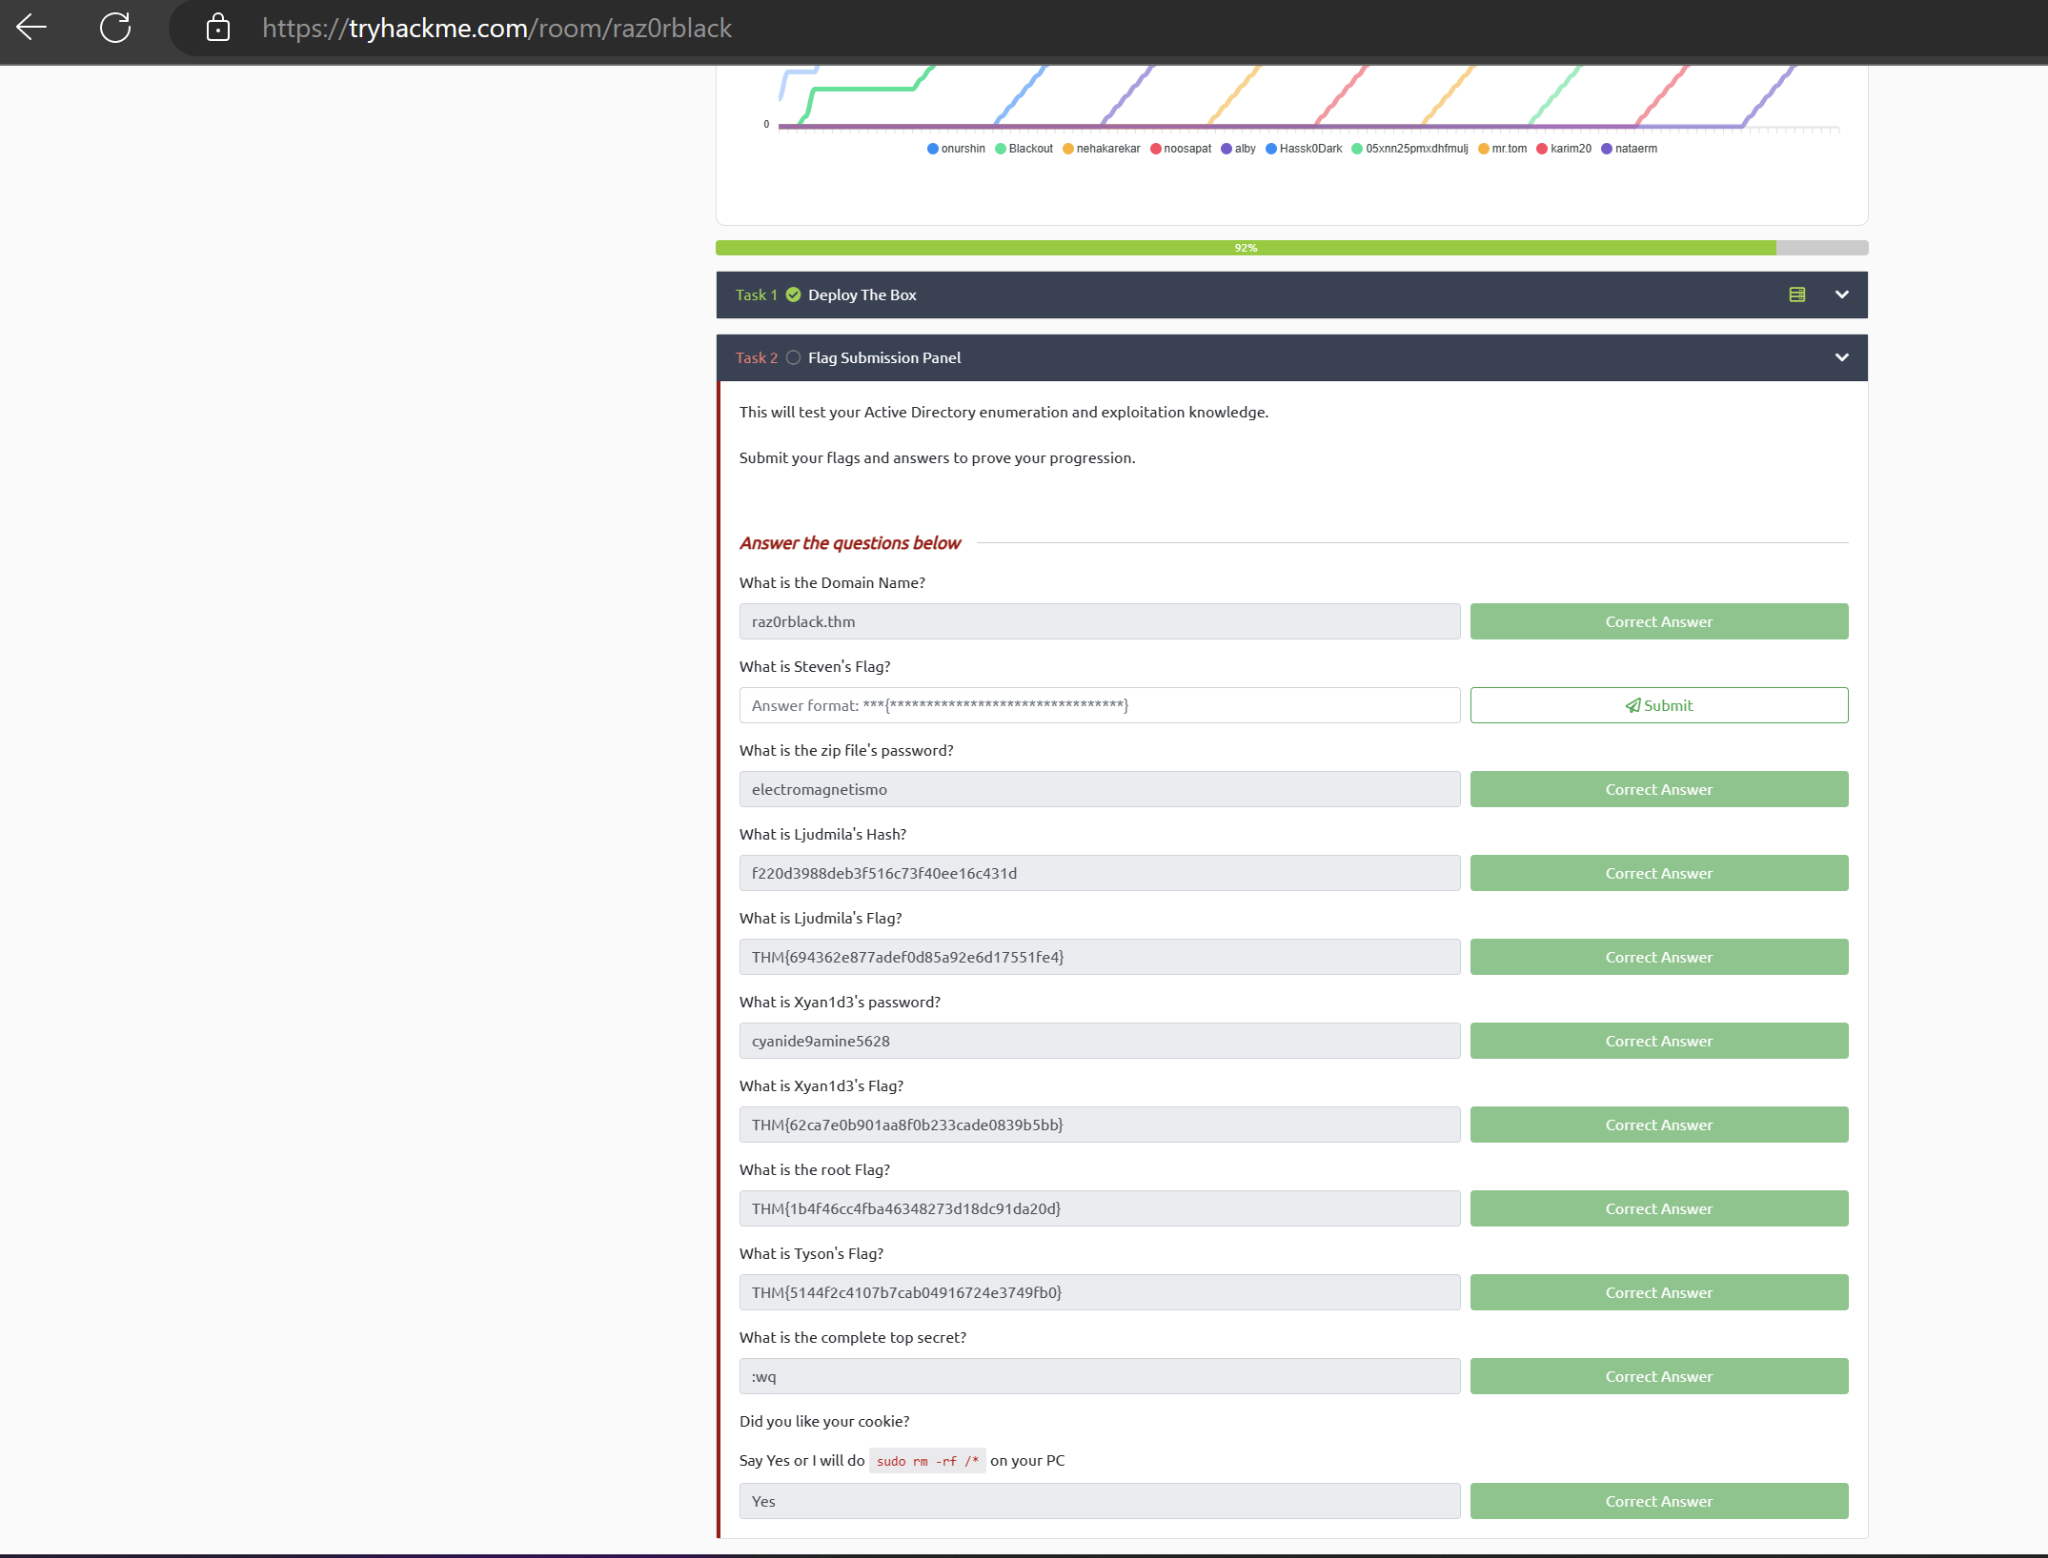 https://tryhackme.com/room/raz0rblack
0
onurshin Blackout nehakarekar noosapat alby Hassk0Dark 05xnn25pmxdhfmulj mr.tom karim20 nataerm
92%
Task 1 Deploy The Box
Task 2 Flag Submission Panel
This will test your Active Directory enumeration and exploitation knowledge.
Submit your flags and answers to prove your progression.
Answer the questions below
What is the Domain Name?
raz0rblack.thm Correct Answer
What is Steven's Flag?
Answer format: ***{********************************} Submit
What is the zip file's password?
electromagnetismo Correct Answer
What is Ljudmila's Hash?
f220d3988deb3f516c73f40ee16c431d Correct Answer
What is Ljudmila's Flag?
THM{694362e877adef0d85a92e6d17551fe4} Correct Answer
What is Xyan1d3's password?
cyanide9amine5628 Correct Answer
What is Xyan1d3's Flag?
THM{62ca7e0b901aa8f0b233cade0839b5bb} Correct Answer
What is the root Flag?
THM{1b4f46cc4fba46348273d18dc91da20d} Correct Answer
What is Tyson's Flag?
THM{5144f2c4107b7cab04916724e3749fb0} Correct Answer
What is the complete top secret?
:wq Correct Answer
Did you like your cookie?
Say Yes or I will do sudo rm -rf /* on your PC
Yes Correct Answer